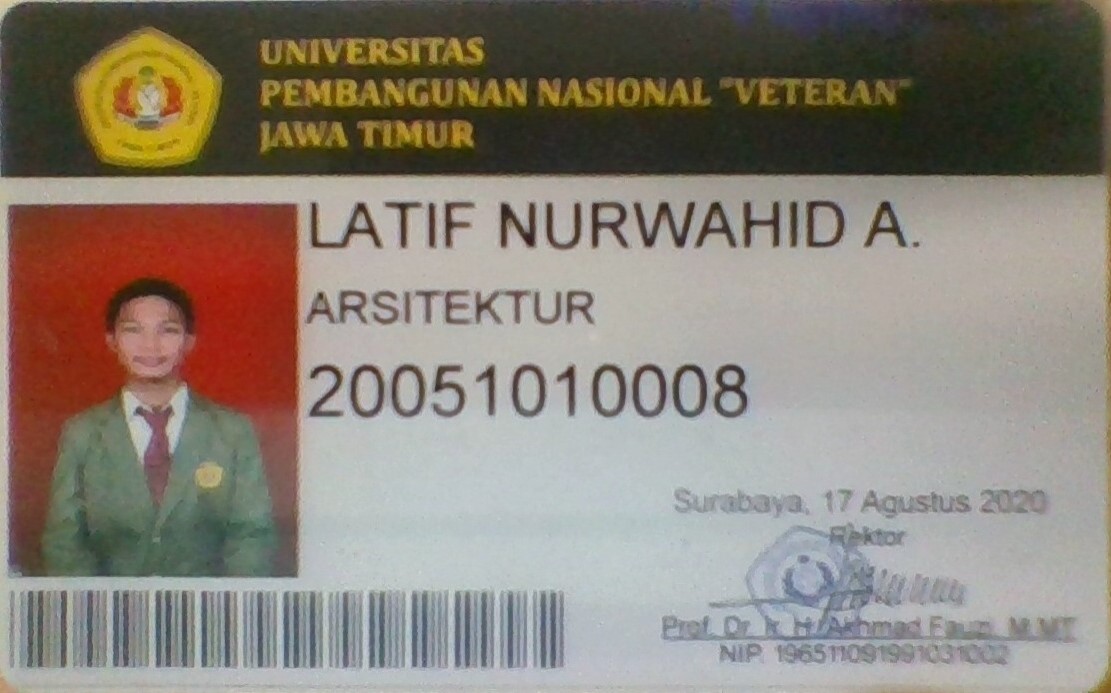 UNIVERSITAS
PEMBANGUNAN NASIONAL "VETERAN"
JAWA TIMUR
LATIF NURWAHID A.
ARSITEKTUR
20051010008
Surabaya, 17 Agustus 2020
Rektor
Prof. Dr. Ir. H. Akhmad Fauzi, M.MT
NIP. 196511091991031002